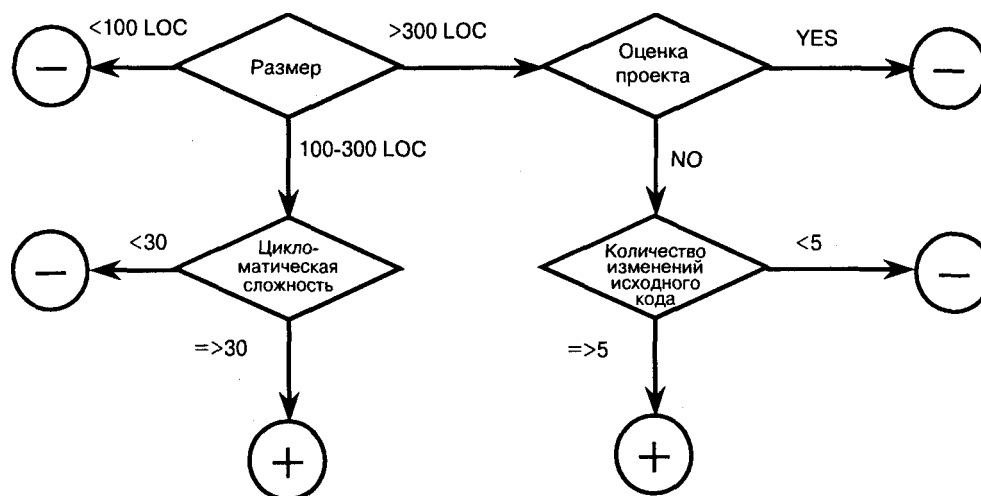 <100 LOC
Размер
>300 LOC
Оценка
проекта
YES
−
−
100-300 LOC
NO
<30
Цикло-
матическая
сложность
Количество
изменений
исходного
кода
<5
−
−
=>30
=>5
+
+